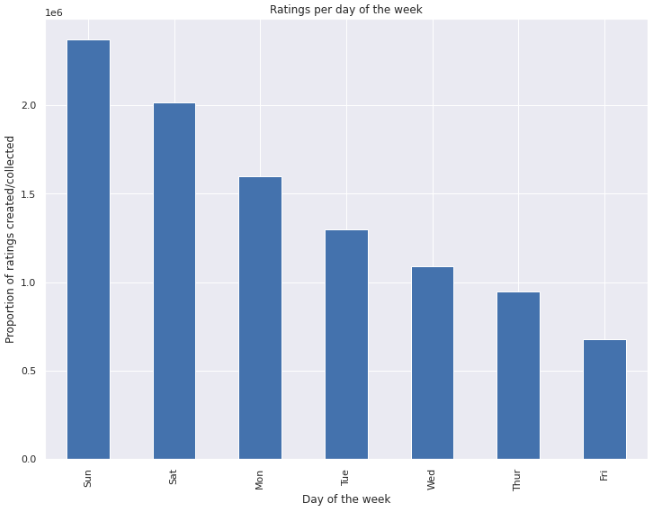 Ratings per day of the week
1e6
Proportion of ratings created/collected
2.0
1.5
1.0
0.5
0.0
Sun Sat Mon Tue Wed Thur Fri
Day of the week